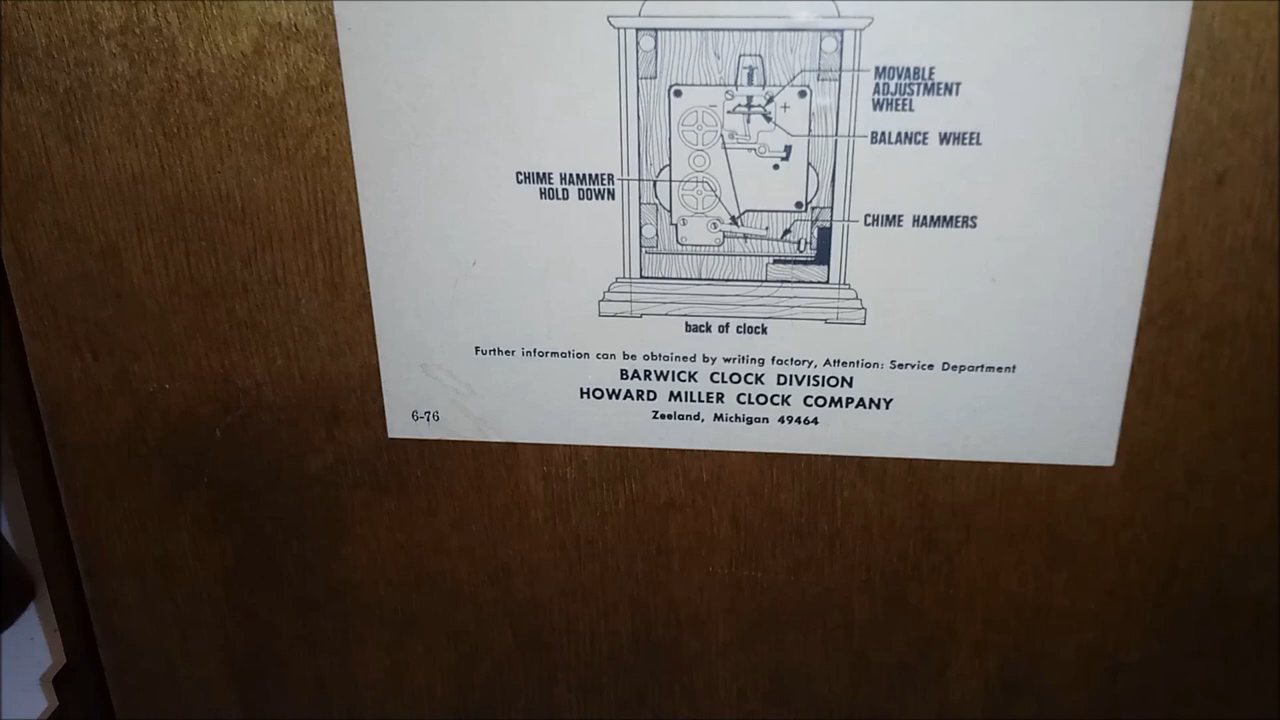 MOVABLE
ADJUSTMENT
WHEEL
BALANCE WHEEL
CHIME HAMMER
HOLD DOWN
CHIME HAMMERS
back of clock
Further information can be obtained by writing factory, Attention: Service Department
BARWICK CLOCK DIVISION
HOWARD MILLER CLOCK COMPANY
Zeeland, Michigan 49464
6-76